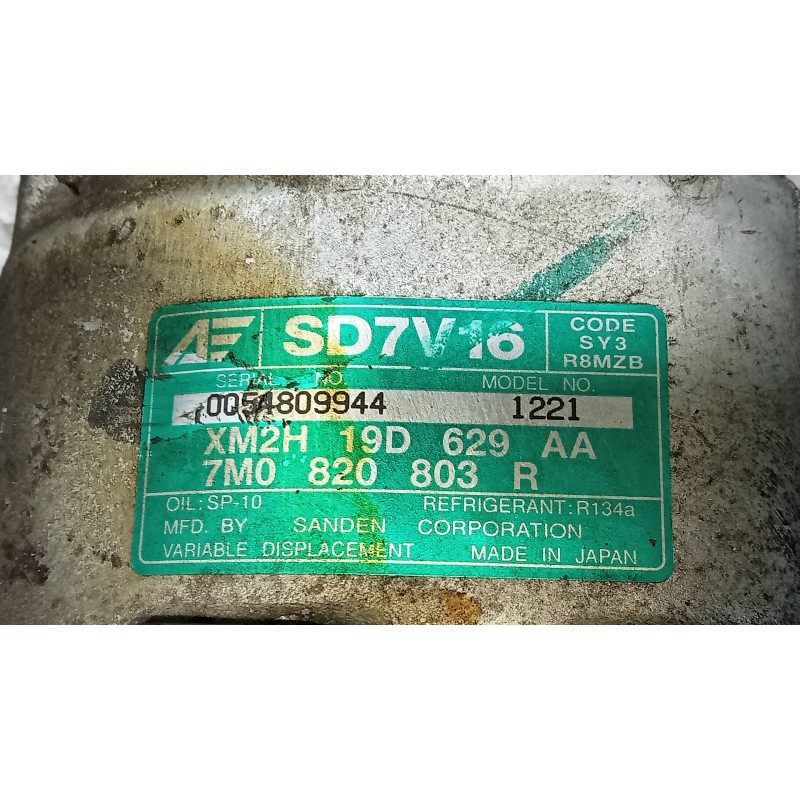 AE SD7V16 CODE
SY3
R8MZB
SERIAL NO. MODEL NO.
0054809944 1221
XM2H 19D 629 AA
7M0 820 803 R
OIL:SP-10 REFRIGERANT:R134a
MFD. BY SANDEN CORPORATION
VARIABLE DISPLACEMENT MADE IN JAPAN